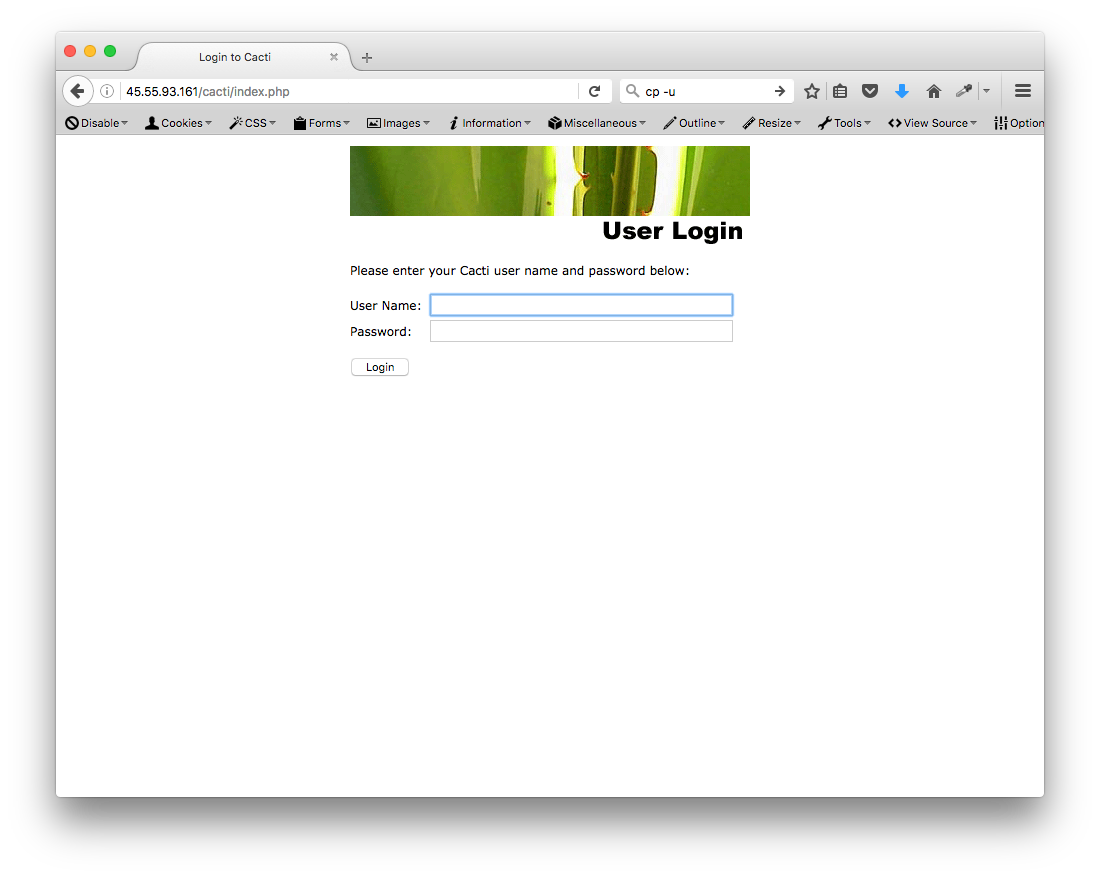 Login to Cacti
45.55.93.161/cacti/index.php
cp -u
Disable Cookies CSS Forms Images Information Miscellaneous Outline Resize Tools View Source Option
User Login
Please enter your Cacti user name and password below:
User Name:
Password:
Login